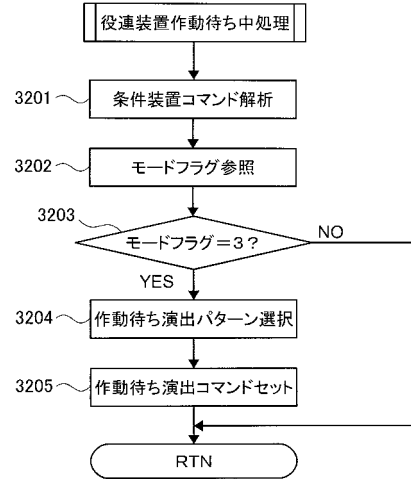 役連装置作動待ち中処理
3201
条件装置コマンド解析
3202
モードフラグ参照
3203
モードフラグ=3?
NO
YES
3204
作動待ち演出パターン選択
3205
作動待ち演出コマンドセット
RTN